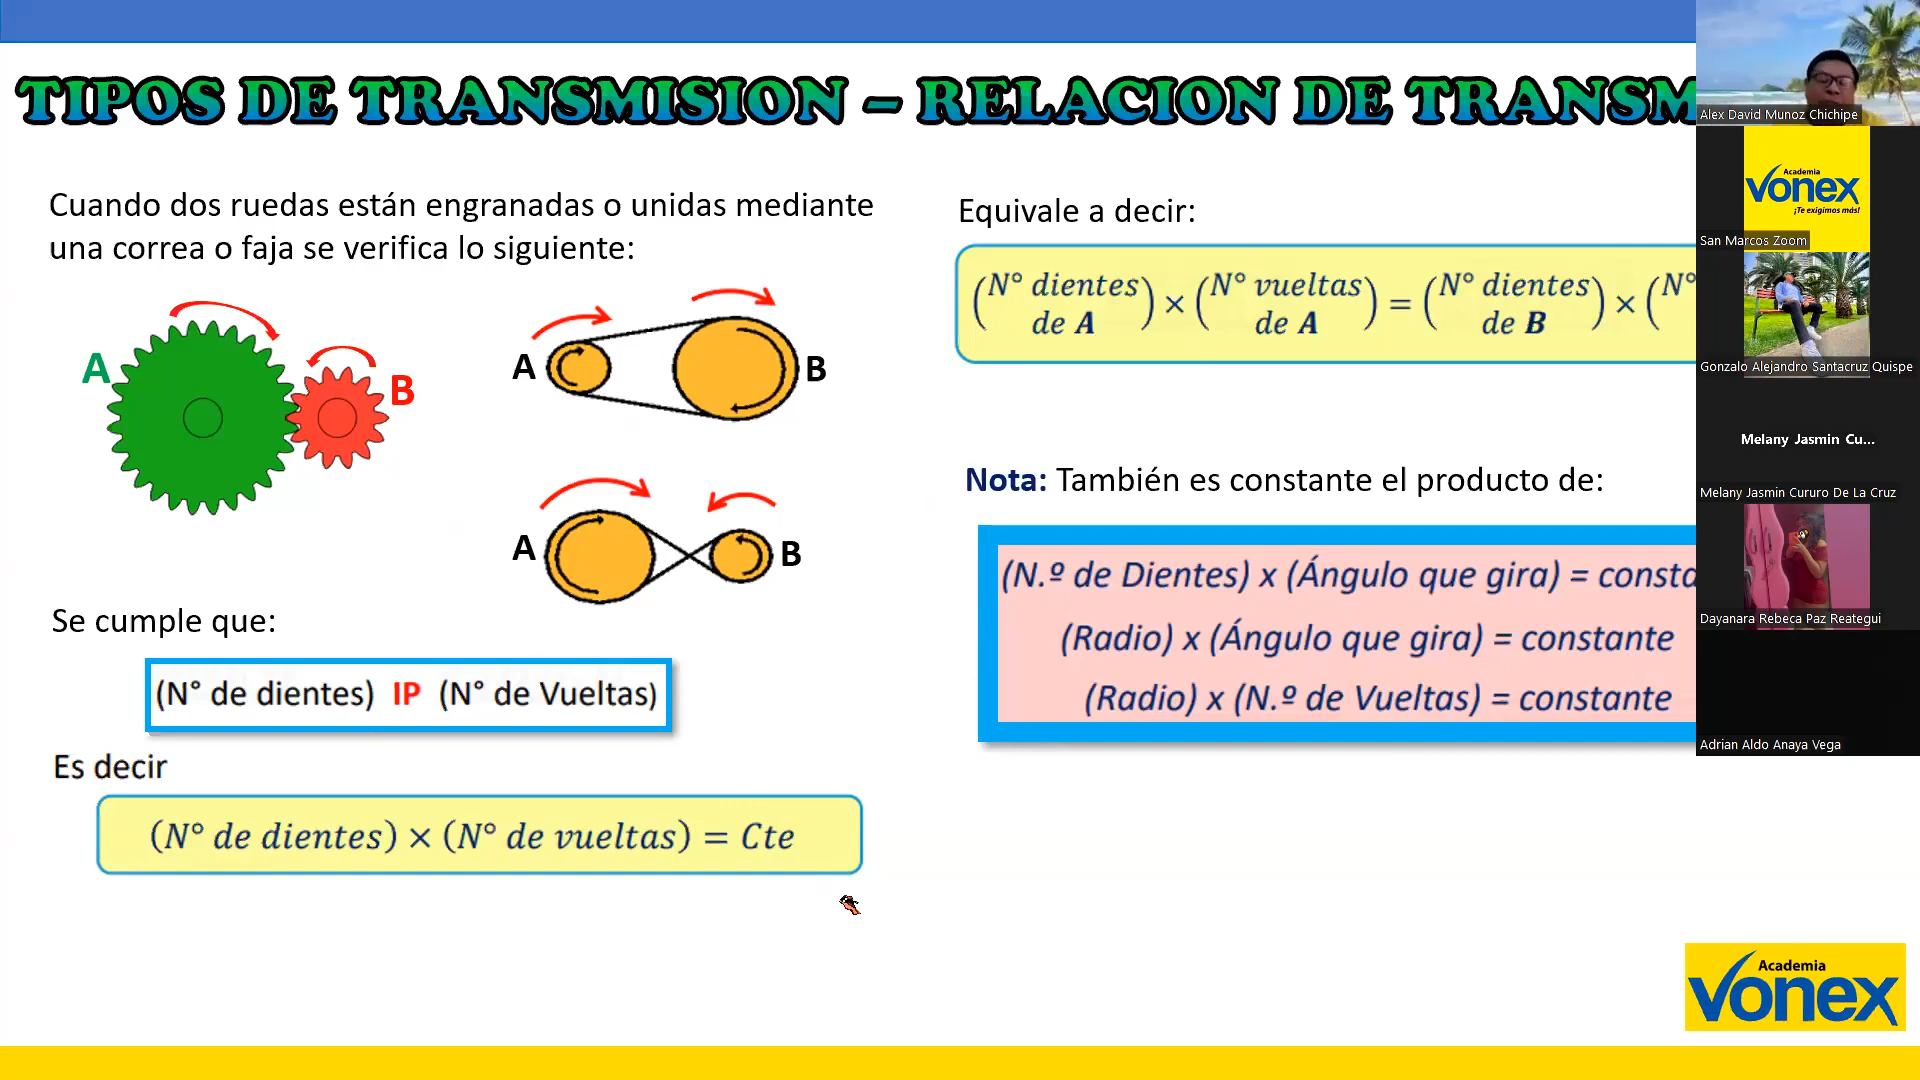 TIPOS DE TRANSMISION – RELACION DE TRANSM
Cuando dos ruedas están engranadas o unidas mediante
una correa o faja se verifica lo siguiente:
A
B
A
B
A
B
Se cumple que:
(N° de dientes) IP (N° de Vueltas)
Es decir
(N° de dientes) × (N° de vueltas) = Cte
Equivale a decir:
(N° dientes de A) × (N° vueltas de A) = (N° dientes de B) × (N°
Nota: También es constante el producto de:
(N.º de Dientes) x (Ángulo que gira) = consta
(Radio) x (Ángulo que gira) = constante
(Radio) x (N.º de Vueltas) = constante
Alex David Munoz Chichipe
Academia
vonex
¡Te exigimos más!
San Marcos Zoom
Gonzalo Alejandro Santacruz Quispe
Melany Jasmin Cu...
Melany Jasmin Cururo De La Cruz
Dayanara Rebeca Paz Reategui
Adrian Aldo Anaya Vega
Academia
vonex